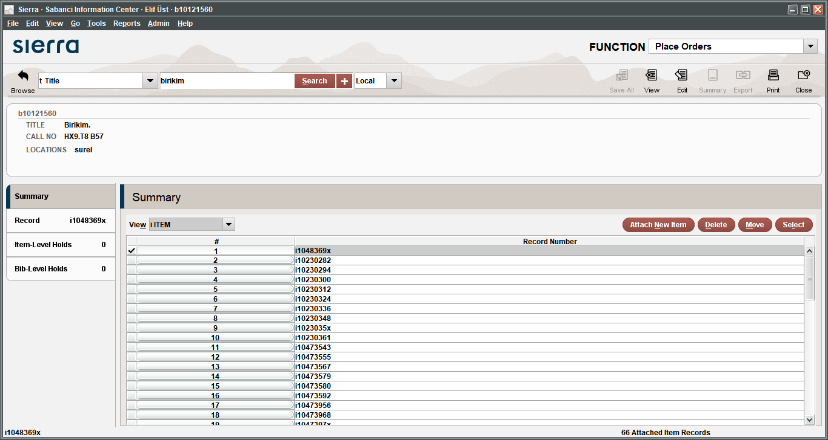 Sierra · Sabancı Information Center · Elif Üst · b10121560
File Edit View Go Tools Reports Admin Help
sierra
FUNCTION Place Orders
Browse
t Title
birikim
Search
+
Local
Save All View Edit Summary Export Print Close
b10121560
TITLE Birikim.
CALL NO HX9.T8 B57
LOCATIONS surel
Summary
Record i1048369x
Item-Level Holds 0
Bib-Level Holds 0
Summary
View i ITEM
Attach New Item Delete Move Select
# Record Number
1 i1048369x
2 i10230282
3 i10230294
4 i10230300
5 i10230312
6 i10230324
7 i10230336
8 i10230348
9 i1023035x
10 i10230361
11 i10473543
12 i10473555
13 i10473567
14 i10473579
15 i10473580
16 i10473592
17 i10473956
18 i10473968
19 i1047397x
i1048369x
66 Attached Item Records